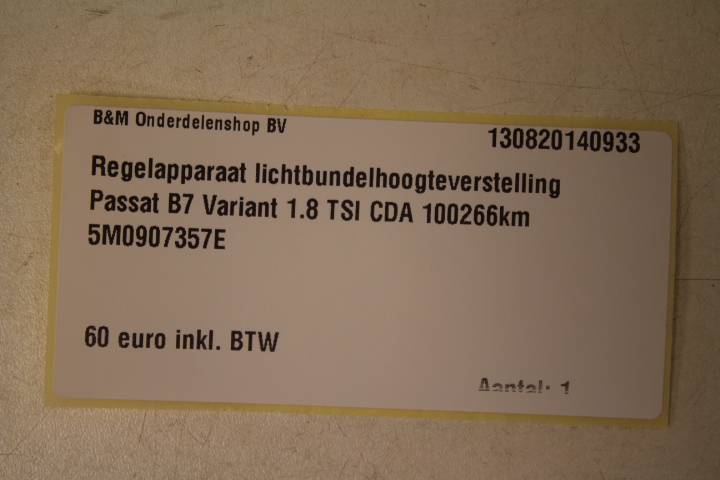 B&M Onderdelenshop BV
130820140933
Regelapparaat lichtbundelhoogteverstelling
Passat B7 Variant 1.8 TSI CDA 100266km
5M0907357E
60 euro inkl. BTW
Aantal: 1